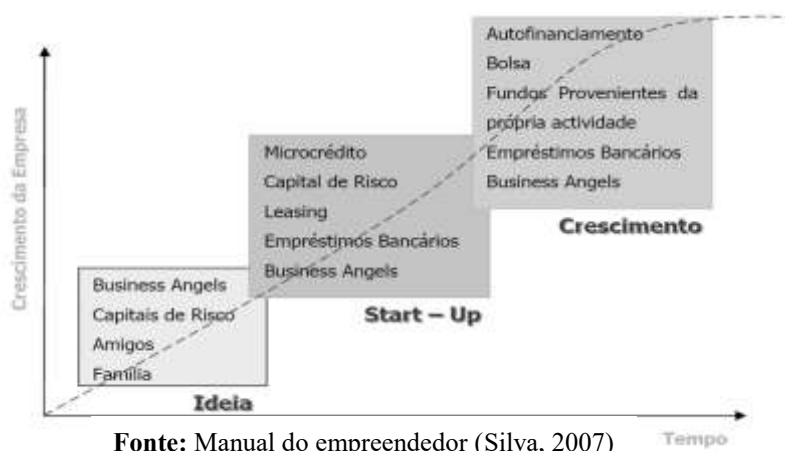 Crescimento da Empresa
Autofinanciamento
Bolsa
Fundos Provenientes da
própria actividade
Empréstimos Bancários
Business Angels
Crescimento
Microcrédito
Capital de Risco
Leasing
Empréstimos Bancários
Business Angels
Start – Up
Business Angels
Capitais de Risco
Amigos
Família
Ideia
Tempo
Fonte: Manual do empreendedor (Silva, 2007)